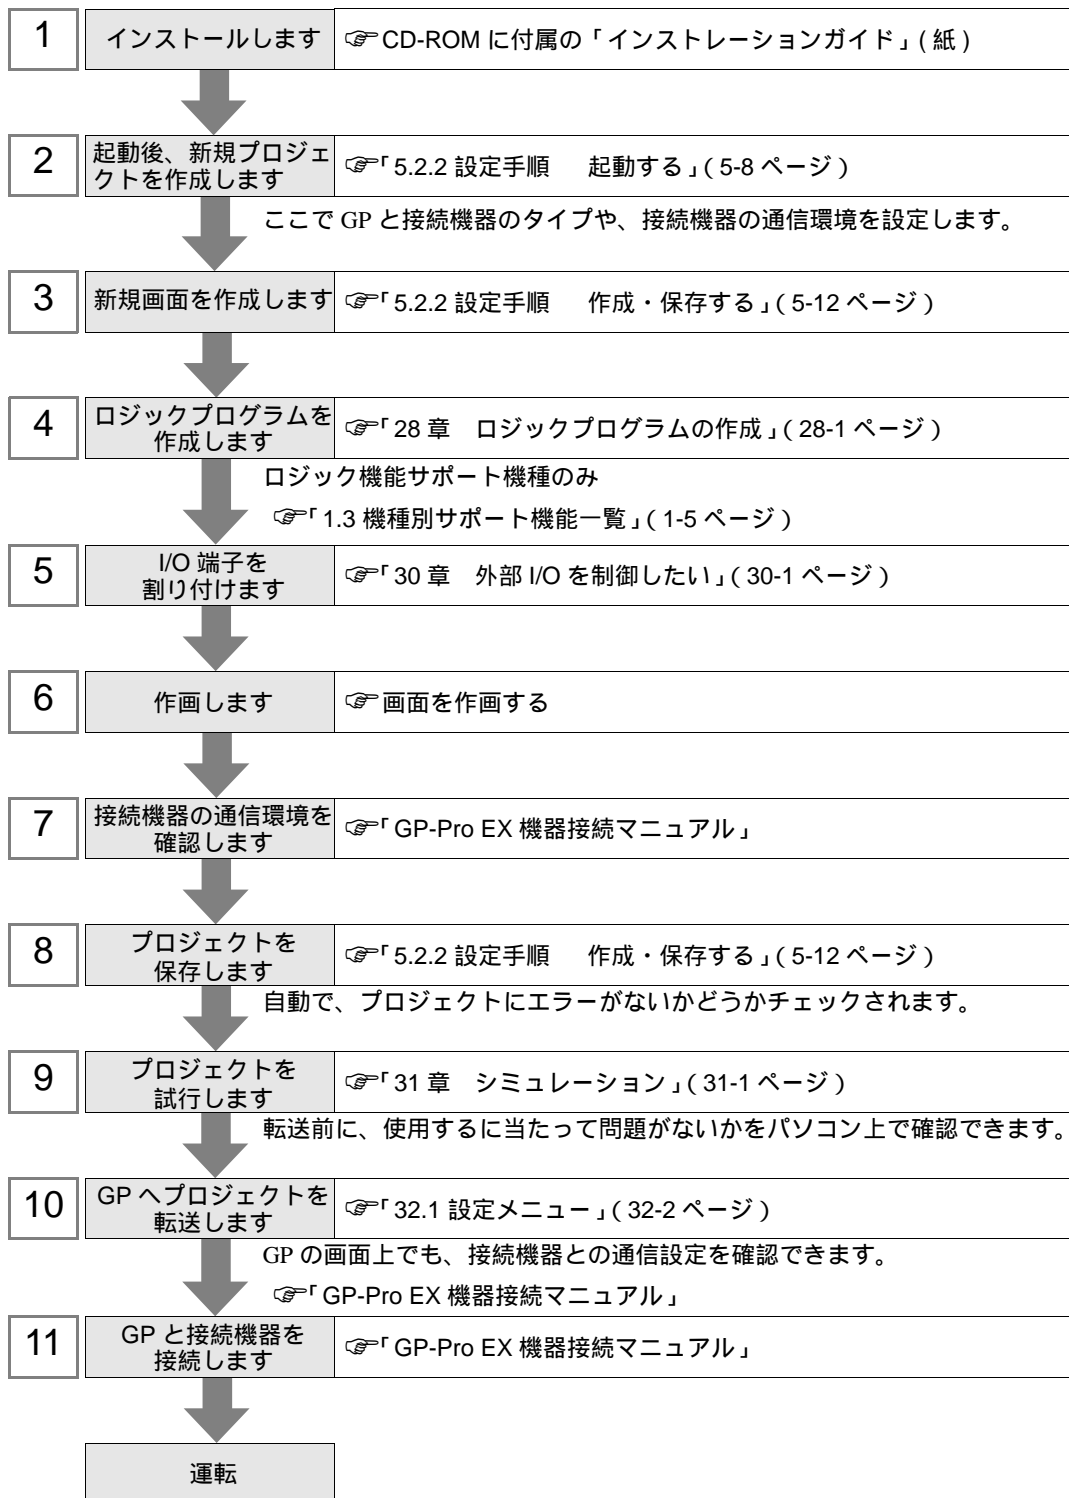 1
インストールします
☞ CD-ROM に付属の「インストレーションガイド」( 紙 )
2
起動後、新規プロジェ
クトを作成します
☞「5.2.2 設定手順　起動する」( 5-8 ページ )
ここで GP と接続機器のタイプや、接続機器の通信環境を設定します。
3
新規画面を作成します
☞「5.2.2 設定手順　作成・保存する」( 5-12 ページ )
4
ロジックプログラムを
作成します
☞「28 章　ロジックプログラムの作成」( 28-1 ページ )
ロジック機能サポート機種のみ
☞「1.3 機種別サポート機能一覧」( 1-5 ページ )
5
I/O 端子を
割り付けます
☞「30 章　外部 I/O を制御したい」( 30-1 ページ )
6
作画します
☞ 画面を作画する
7
接続機器の通信環境を
確認します
☞「GP-Pro EX 機器接続マニュアル」
8
プロジェクトを
保存します
☞「5.2.2 設定手順　作成・保存する」( 5-12 ページ )
自動で、プロジェクトにエラーがないかどうかチェックされます。
9
プロジェクトを
試行します
☞「31 章　シミュレーション」( 31-1 ページ )
転送前に、使用するに当たって問題がないかをパソコン上で確認できます。
10
GP へプロジェクトを
転送します
☞「32.1 設定メニュー」( 32-2 ページ )
GP の画面上でも、接続機器との通信設定を確認できます。
☞「GP-Pro EX 機器接続マニュアル」
11
GP と接続機器を
接続します
☞「GP-Pro EX 機器接続マニュアル」
運転